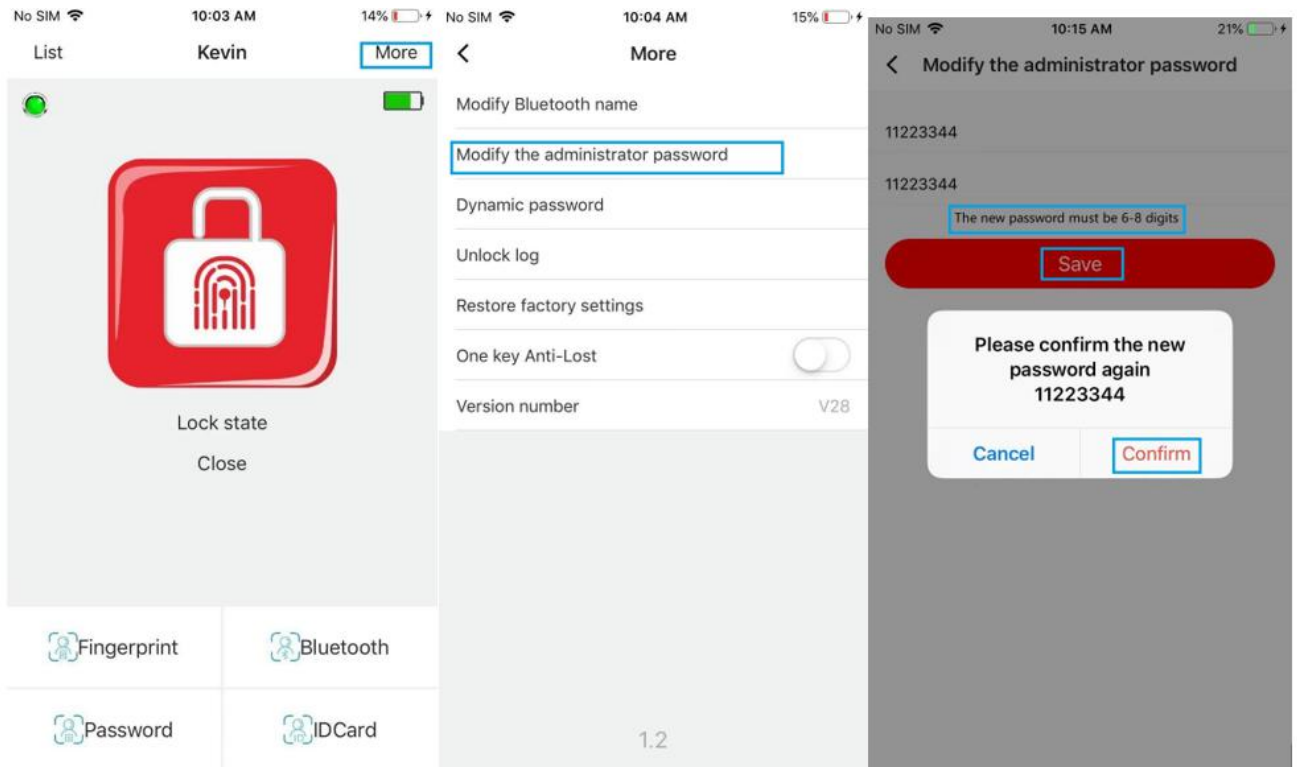 No SIM 10:03 AM 14%
List Kevin More
Lock state
Close
Fingerprint Bluetooth
Password IDCard
No SIM 10:04 AM 15%
More
Modify Bluetooth name
Modify the administrator password
Dynamic password
Unlock log
Restore factory settings
One key Anti-Lost
Version number V28
1.2
No SIM 10:15 AM 21%
Modify the administrator password
11223344
11223344
The new password must be 6-8 digits
Save
Please confirm the new
password again
11223344
Cancel Confirm